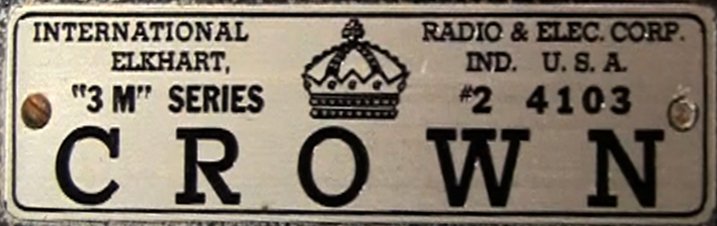 INTERNATIONAL RADIO & ELEC. CORP.
ELKHART, IND. U. S. A.
"3 M" SERIES #2 4103
CROWN